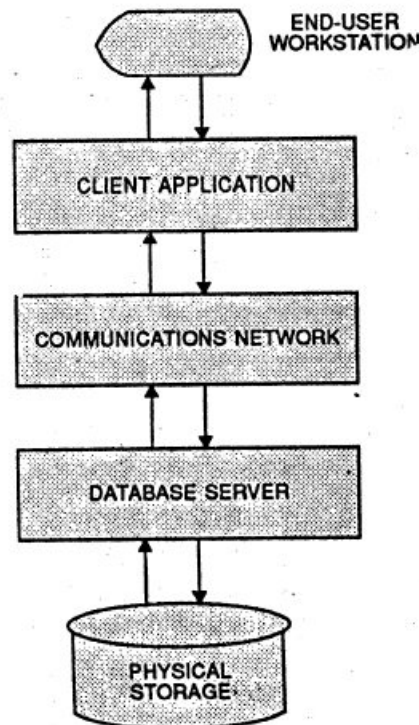 END-USER
WORKSTATION
CLIENT APPLICATION
COMMUNICATIONS NETWORK
DATABASE SERVER
PHYSICAL
STORAGE